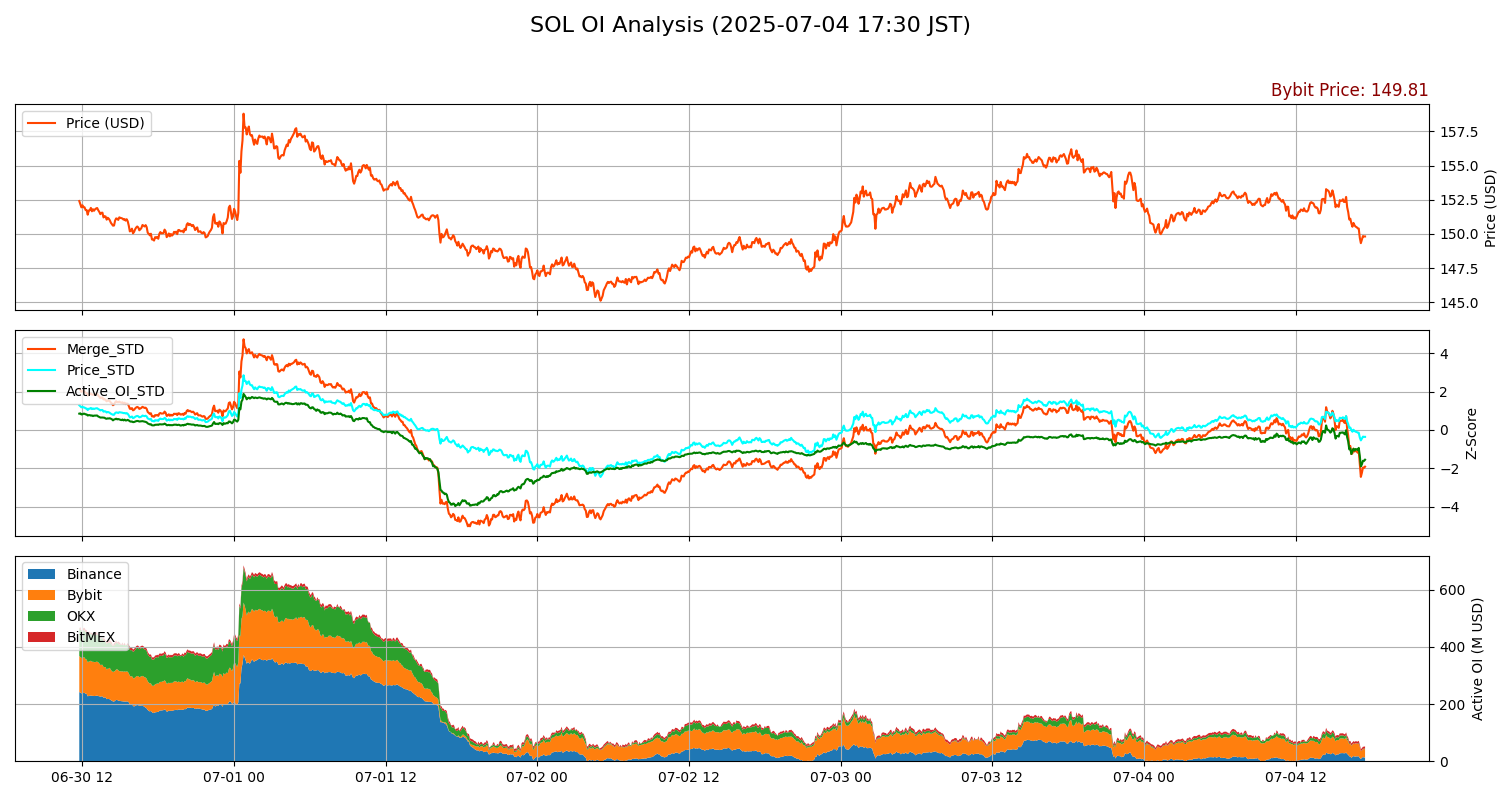 SOL OI Analysis (2025-07-04 17:30 JST)
Bybit Price: 149.81
Price (USD)
157.5
155.0
152.5
150.0
147.5
145.0
Price (USD)
Merge_STD
Price_STD
Active_OI_STD
4
2
0
−2
−4
Z-Score
Binance
Bybit
OKX
BitMEX
600
400
200
0
Active OI (M USD)
06-30 12 07-01 00 07-01 12 07-02 00 07-02 12 07-03 00 07-03 12 07-04 00 07-04 12